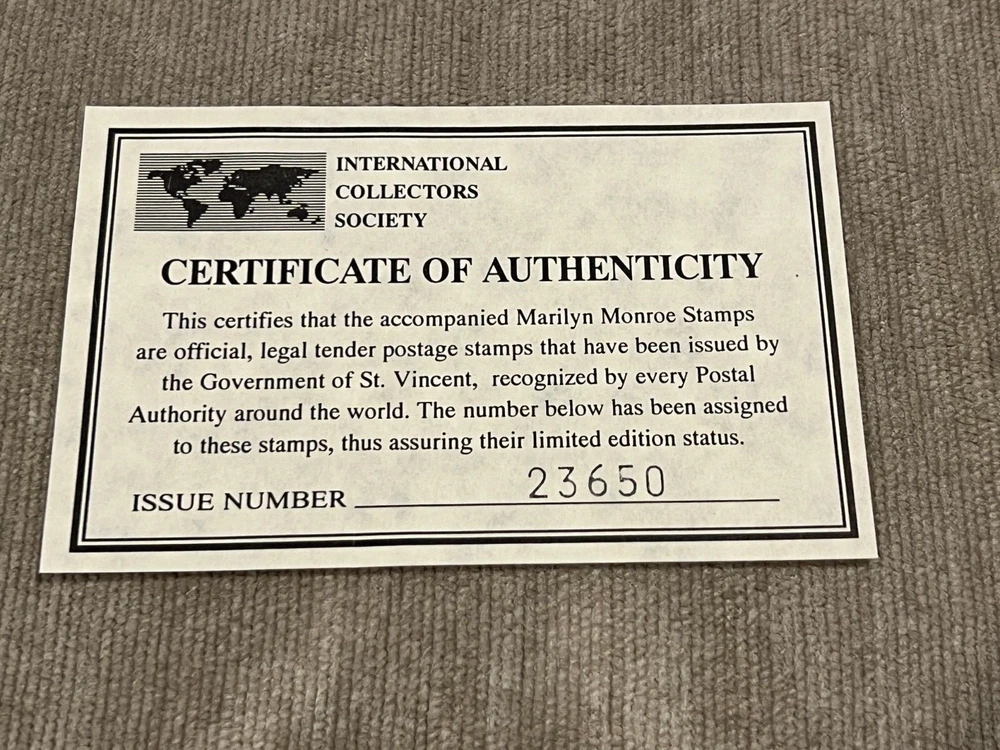 INTERNATIONAL
COLLECTORS
SOCIETY
CERTIFICATE OF AUTHENTICITY
This certifies that the accompanied Marilyn Monroe Stamps
are official, legal tender postage stamps that have been issued by
the Government of St. Vincent, recognized by every Postal
Authority around the world. The number below has been assigned
to these stamps, thus assuring their limited edition status.
ISSUE NUMBER 23650